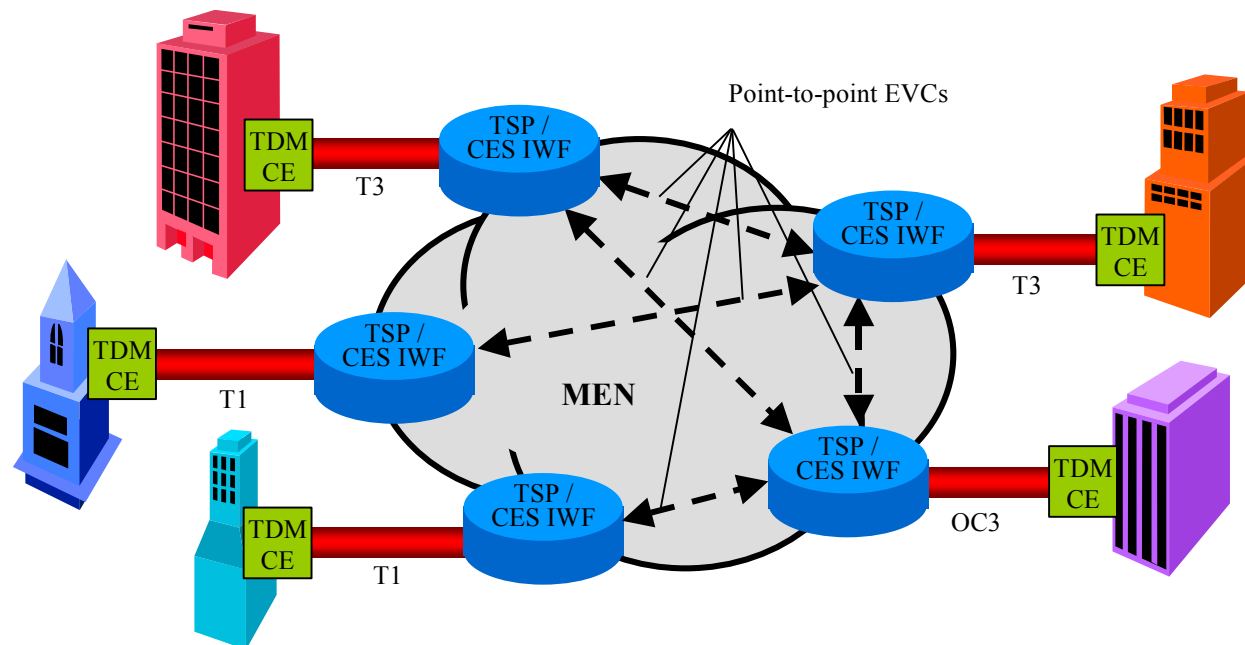 Point-to-point EVCs
TSP /
CES IWF
TDM
CE
T3
TSP /
CES IWF
TDM
CE
T3
TSP /
CES IWF
TDM
CE
T1
MEN
TSP /
CES IWF
TDM
CE
OC3
TSP /
CES IWF
TDM
CE
T1